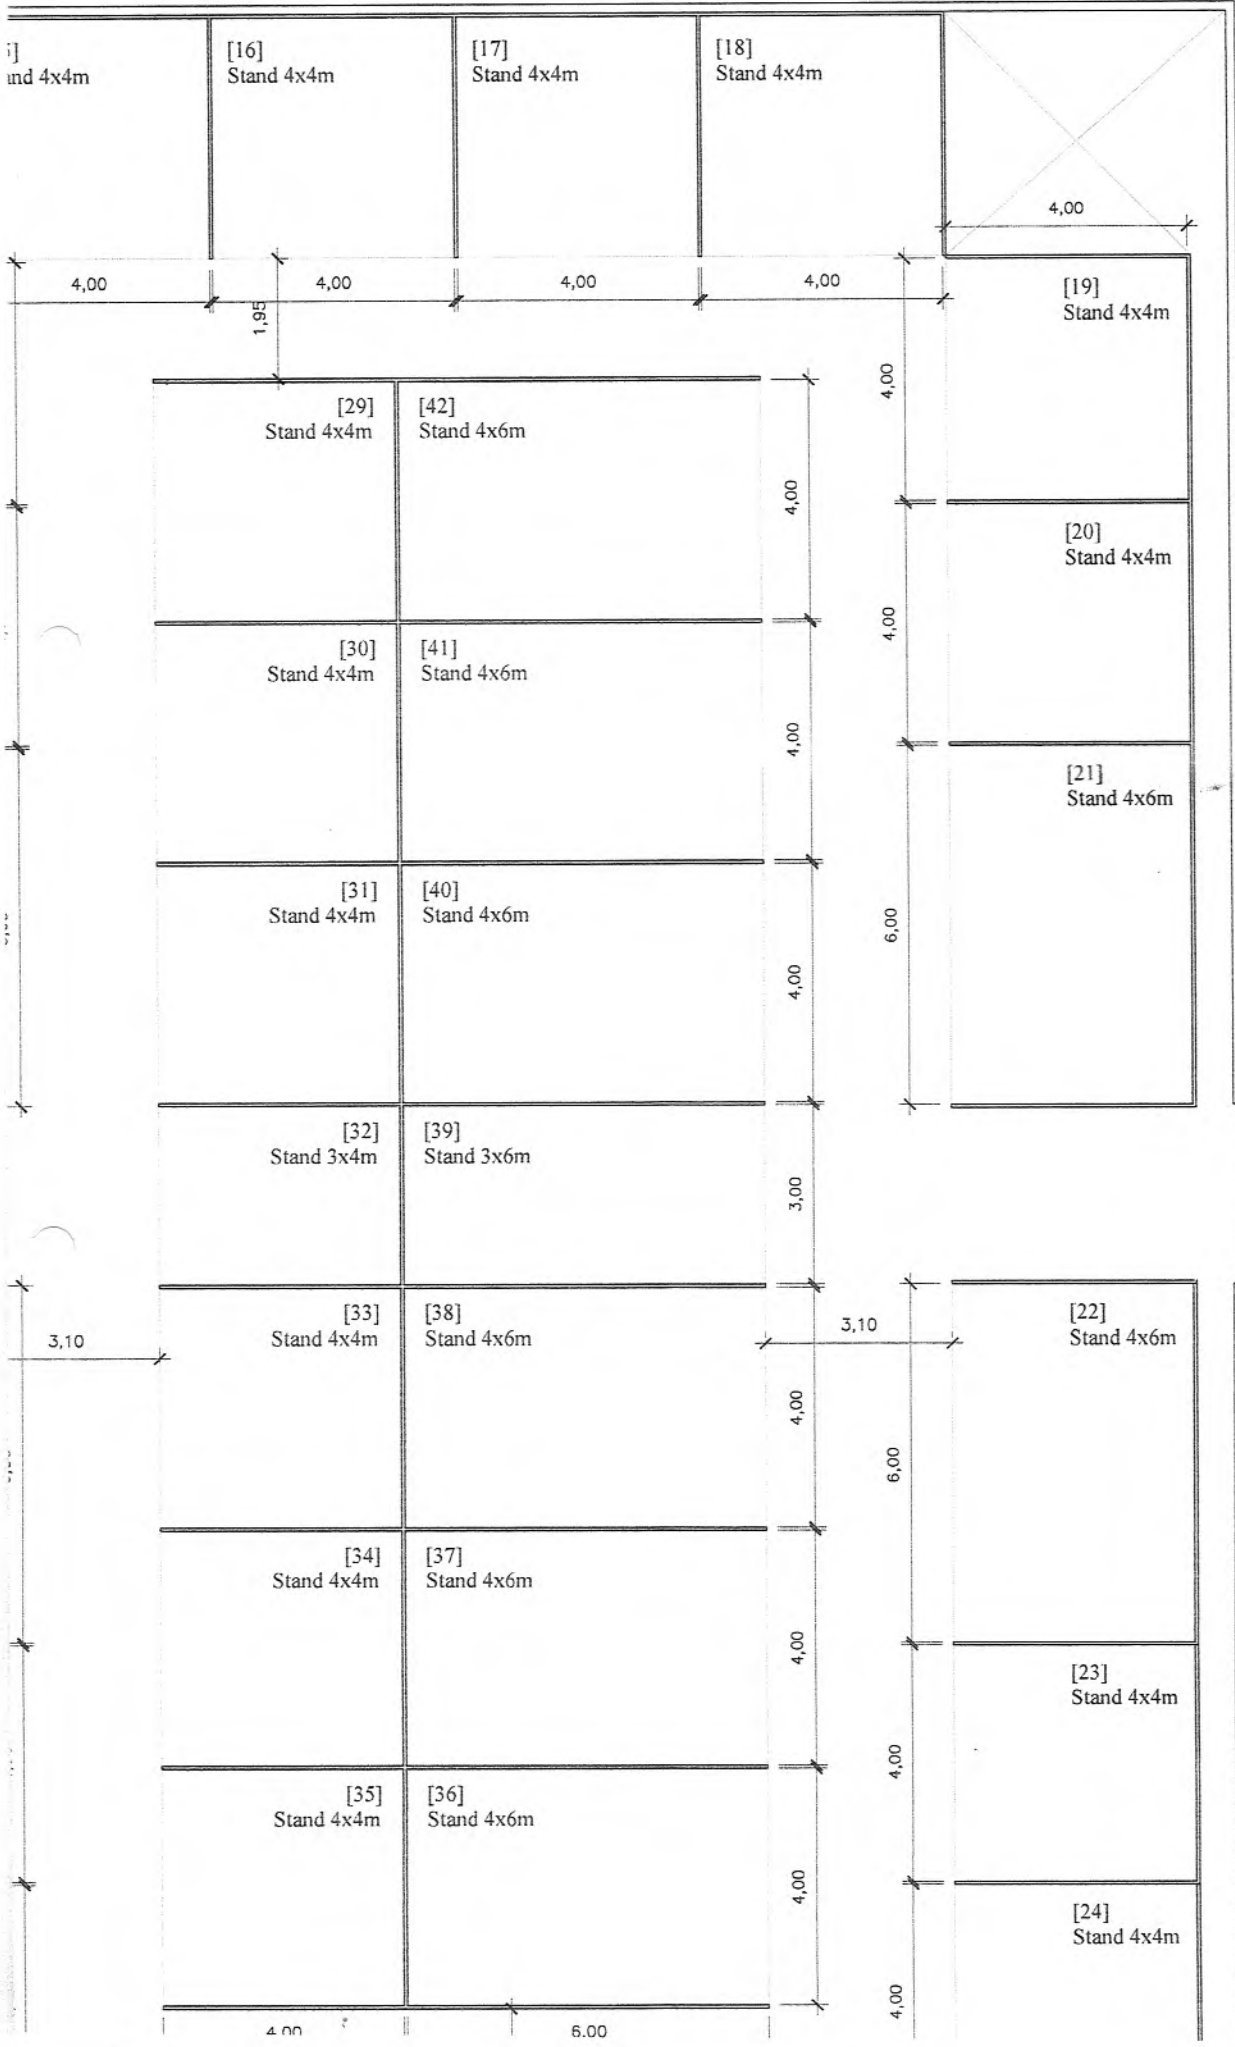 [16]
Stand 4x4m
[17]
Stand 4x4m
[18]
Stand 4x4m
4x4m
4,00
4,00
4,00
4,00
4,00
1,95
[19]
Stand 4x4m
4,00
[29]
Stand 4x4m
[42]
Stand 4x6m
4,00
[20]
Stand 4x4m
4,00
[30]
Stand 4x4m
[41]
Stand 4x6m
4,00
[21]
Stand 4x6m
6,00
[31]
Stand 4x4m
[40]
Stand 4x6m
4,00
[32]
Stand 3x4m
[39]
Stand 3x6m
3,00
[33]
Stand 4x4m
[38]
Stand 4x6m
4,00
3,10
3,10
[22]
Stand 4x6m
6,00
[34]
Stand 4x4m
[37]
Stand 4x6m
4,00
[23]
Stand 4x4m
4,00
[35]
Stand 4x4m
[36]
Stand 4x6m
4,00
[24]
Stand 4x4m
4,00
4,00
6,00